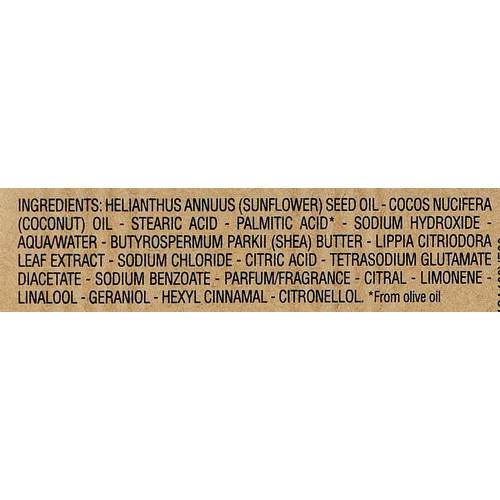 INGREDIENTS: HELIANTHUS ANNUUS (SUNFLOWER) SEED OIL - COCOS NUCIFERA
(COCONUT) OIL - STEARIC ACID - PALMITIC ACID* - SODIUM HYDROXIDE -
AQUA/WATER - BUTYROSPERMUM PARKII (SHEA) BUTTER - LIPPIA CITRIODORA
LEAF EXTRACT - SODIUM CHLORIDE - CITRIC ACID - TETRASODIUM GLUTAMATE
DIACETATE - SODIUM BENZOATE - PARFUM/FRAGRANCE - CITRAL - LIMONENE -
LINALOOL - GERANIOL - HEXYL CINNAMAL - CITRONELLOL. *From olive oil